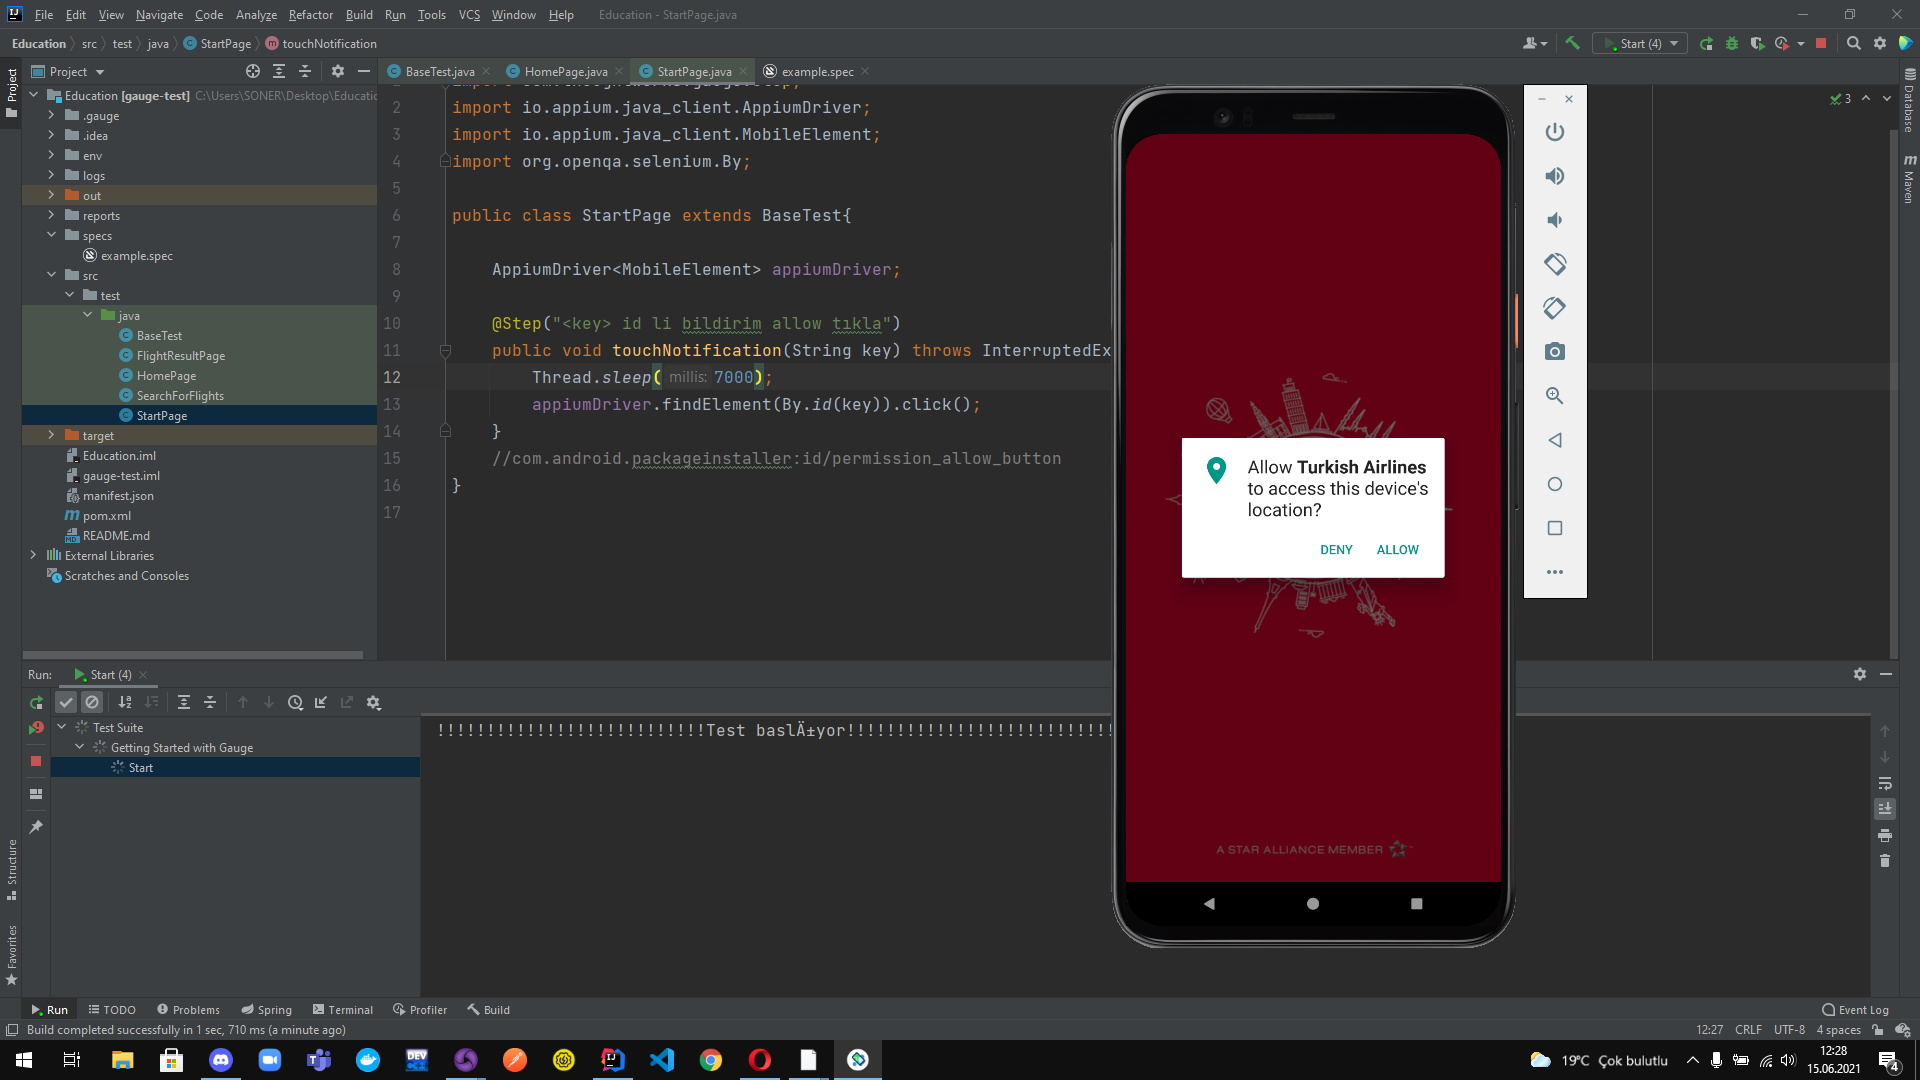 File Edit View Navigate Code Analyze Refactor Build Run Tools VCS Window Help Education - StartPage.java
Education src test java StartPage touchNotification
Start (4)
Project
BaseTest.java HomePage.java StartPage.java example.spec
Education [gauge-test] C:\Users\SONER\Desktop\Educatio
.gauge
.idea
env
logs
out
reports
specs
example.spec
src
test
java
BaseTest
FlightResultPage
HomePage
SearchForFlights
StartPage
target
Education.iml
gauge-test.iml
manifest.json
pom.xml
README.md
External Libraries
Scratches and Consoles
2 import io.appium.java_client.AppiumDriver;
3 import io.appium.java_client.MobileElement;
4 import org.openqa.selenium.By;
5
6 public class StartPage extends BaseTest{
7
8 AppiumDriver<MobileElement> appiumDriver;
9
10 @Step("<key> id li bildirim allow tıkla")
11 public void touchNotification(String key) throws InterruptedEx
12 Thread.sleep( millis: 7000);
13 appiumDriver.findElement(By.id(key)).click();
14 }
15 //com.android.packageinstaller:id/permission_allow_button
16 }
17
3
Project
Structure
Favorites
Database
Maven
Allow Turkish Airlines
to access this device's
location?
DENY ALLOW
A STAR ALLIANCE MEMBER
Run: Start (4)
Test Suite
Getting Started with Gauge
Start
!!!!!!!!!!!!!!!!!!!!!!!!!!!Test baslÄ±yor!!!!!!!!!!!!!!!!!!!!!!!!!!!
Run TODO Problems Spring Terminal Profiler Build Event Log
Build completed successfully in 1 sec, 710 ms (a minute ago) 12:27 CRLF UTF-8 4 spaces
19°C Çok bulutlu
12:28
15.06.2021
4